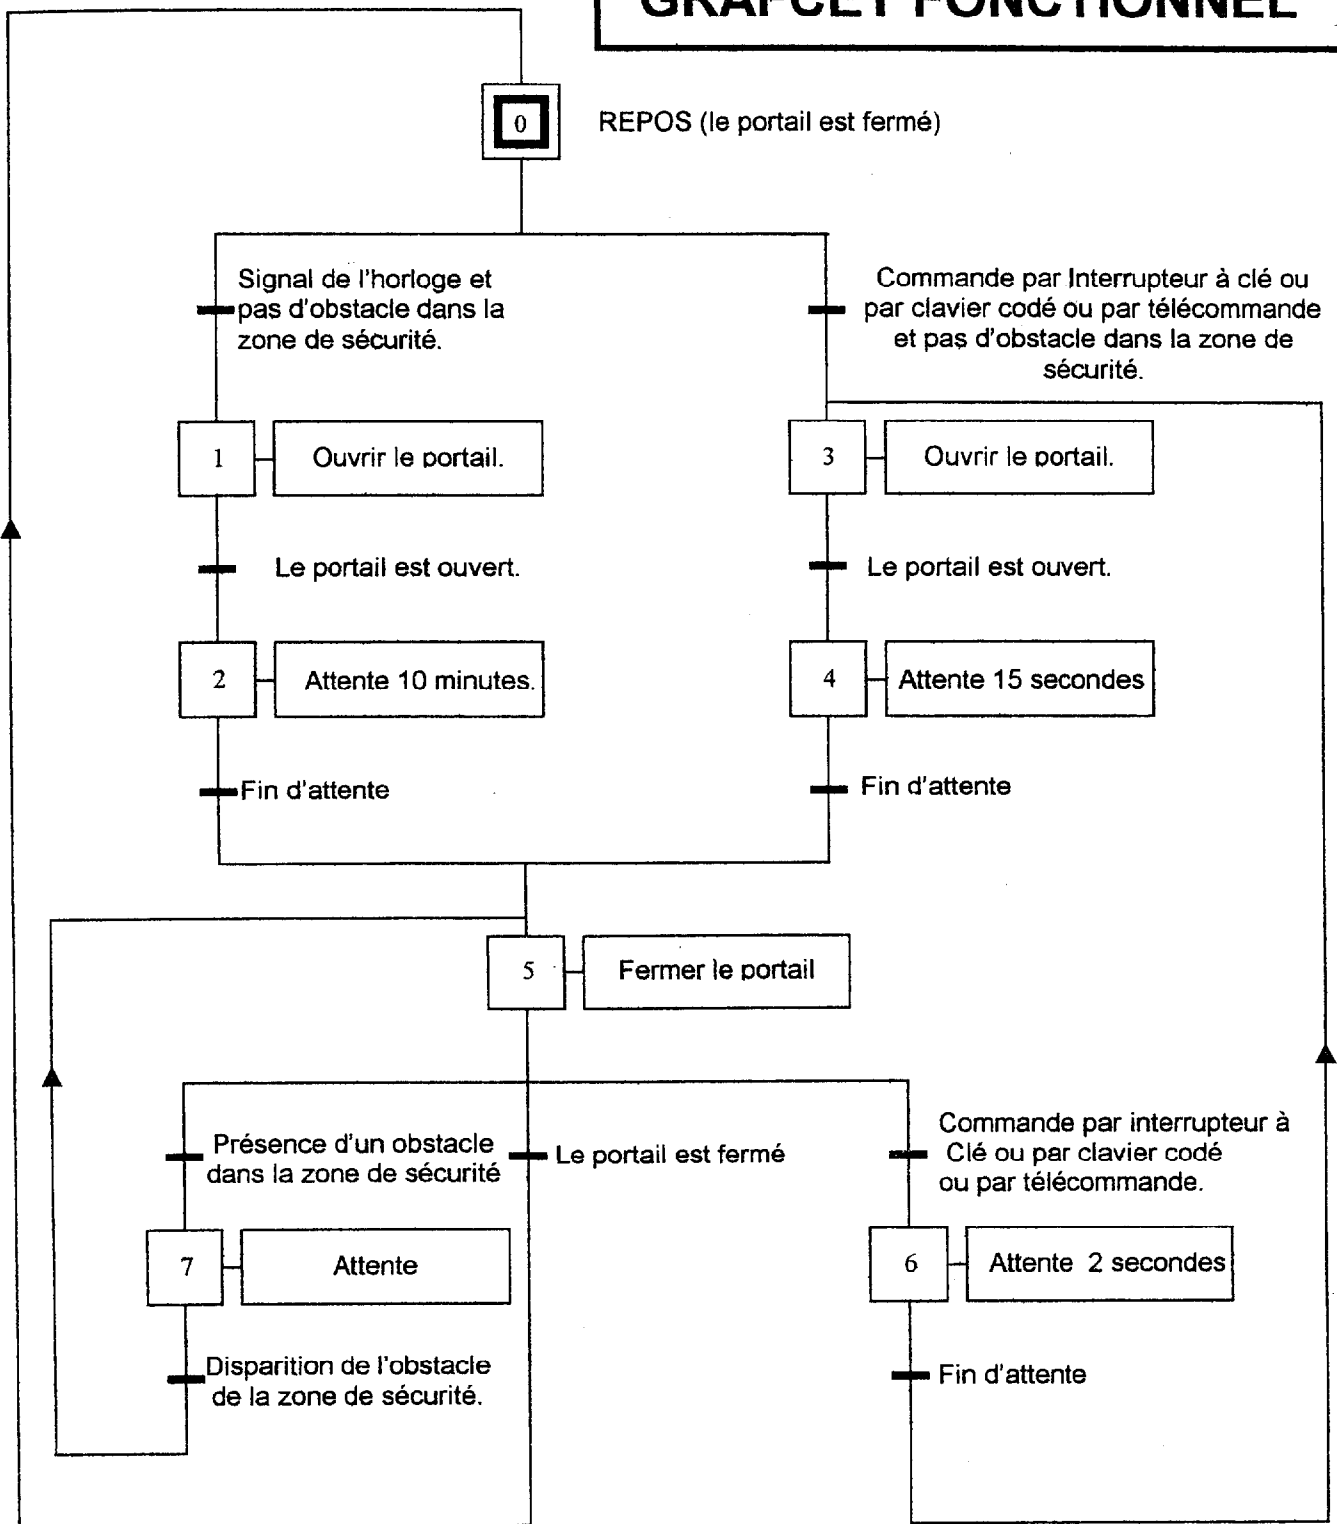 GRAFCET FONCTIONNEL
0
REPOS (le portail est fermé)
Signal de l'horloge et
pas d'obstacle dans la
zone de sécurité.
Commande par Interrupteur à clé ou
par clavier codé ou par télécommande
et pas d'obstacle dans la zone de
sécurité.
1
Ouvrir le portail.
3
Ouvrir le portail.
Le portail est ouvert.
Le portail est ouvert.
2
Attente 10 minutes.
4
Attente 15 secondes
Fin d'attente
Fin d'attente
5
Fermer le portail
Présence d'un obstacle
dans la zone de sécurité
Le portail est fermé
Commande par interrupteur à
Clé ou par clavier codé
ou par télécommande.
7
Attente
6
Attente 2 secondes
Disparition de l'obstacle
de la zone de sécurité.
Fin d'attente